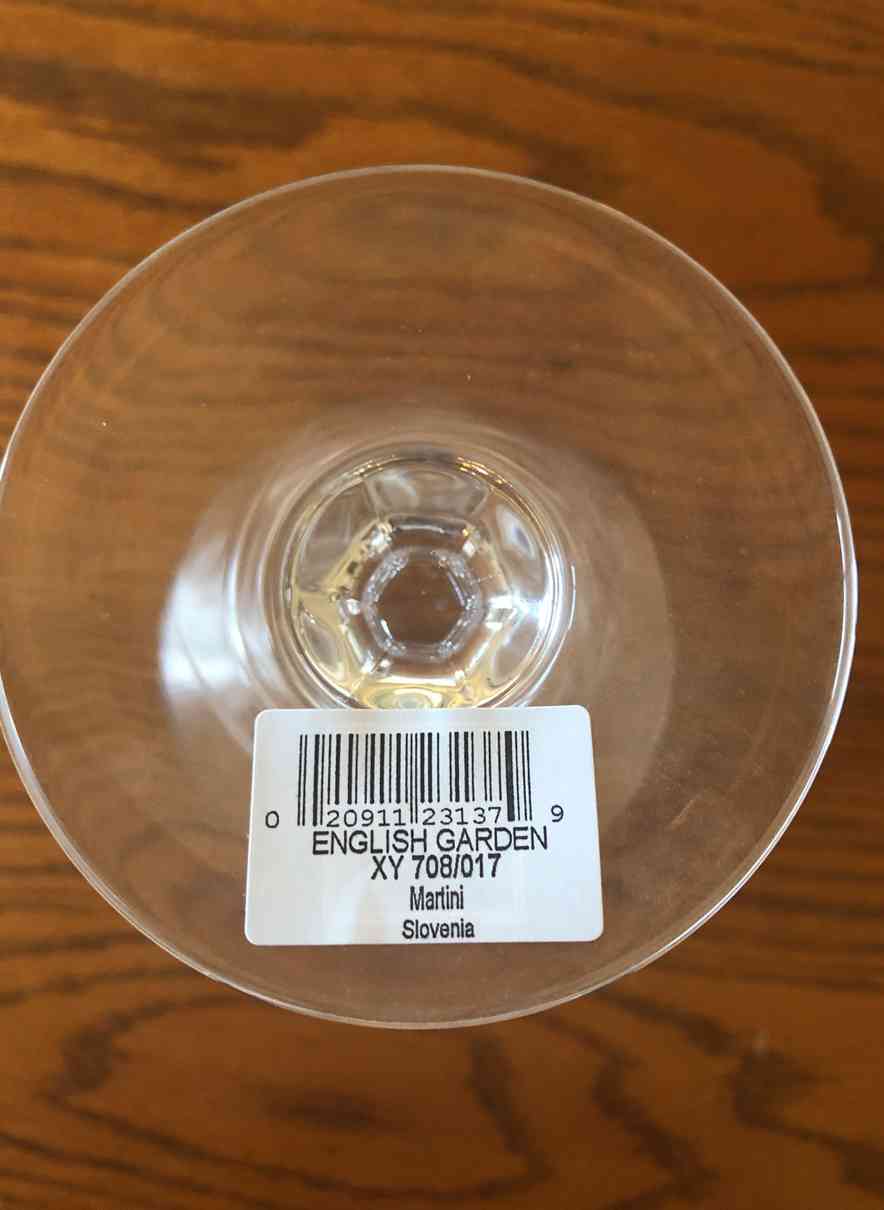 0 20911 23137 9
ENGLISH GARDEN
XY 708/017
Martini
Slovenia